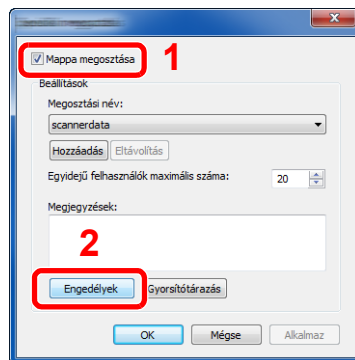 Mappa megosztása
1
Beállítások
Megosztási név:
scannerdata
Hozzáadás Eltávolítás
Egyidejű felhasználók maximális száma: 20
Megjegyzések:
2
Engedélyek Gyorsítótárazás
OK Mégse Alkalmaz